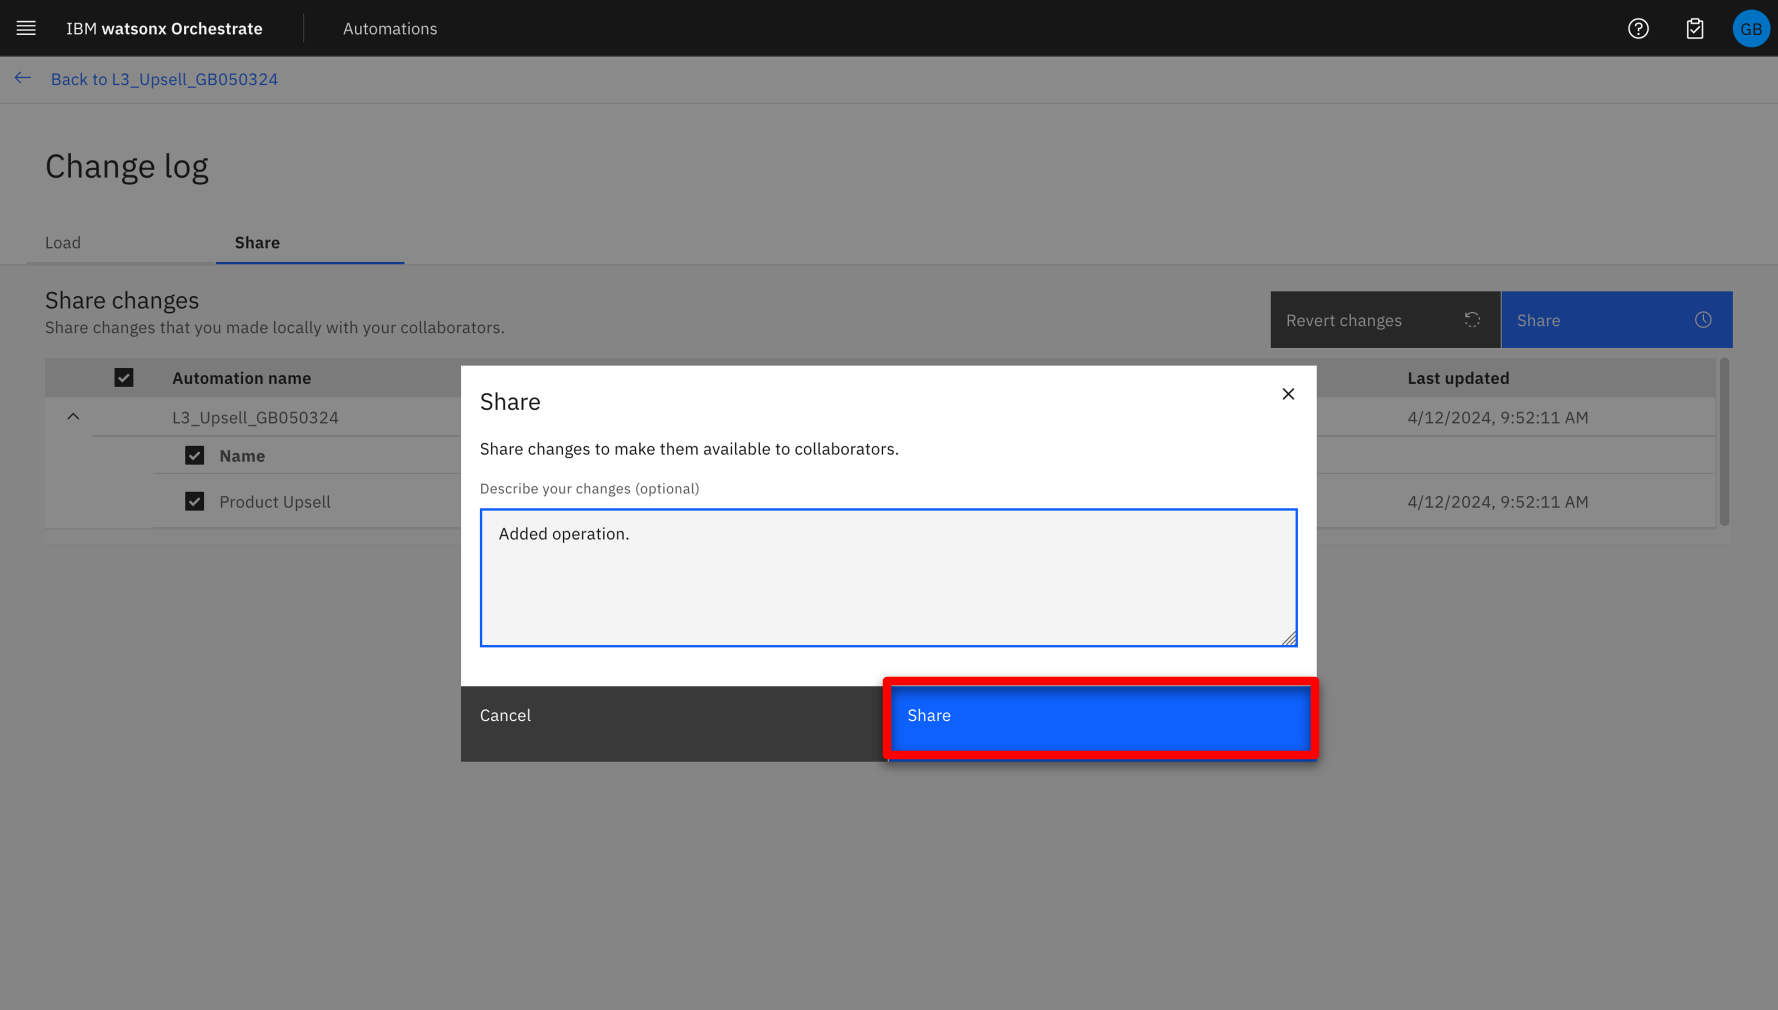 IBM watsonx Orchestrate
Automations
GB
Back to L3_Upsell_GB050324
Change log
Load
Share
Share changes
Share changes that you made locally with your collaborators.
Revert changes
Share
Automation name
Last updated
L3_Upsell_GB050324
4/12/2024, 9:52:11 AM
Name
Product Upsell
4/12/2024, 9:52:11 AM
Share
Share changes to make them available to collaborators.
Describe your changes (optional)
Added operation.
Cancel
Share